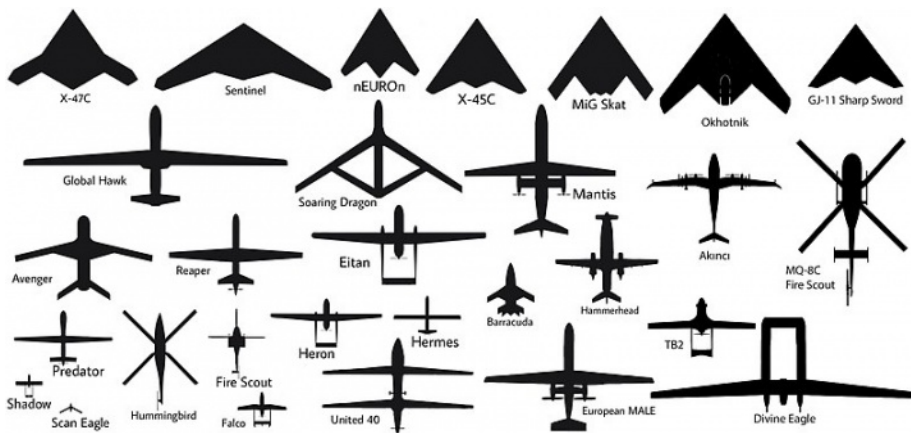 X-47C
Sentinel
nEUROn
X-45C
MiG Skat
Okhotnik
GJ-11 Sharp Sword
Global Hawk
Soaring Dragon
Mantis
Akıncı
MQ-8C
Fire Scout
Avenger
Reaper
Eitan
Barracuda
Hammerhead
Predator
Hummingbird
Fire Scout
Heron
Hermes
TB2
Shadow
Scan Eagle
Falco
United 40
European MALE
Divine Eagle